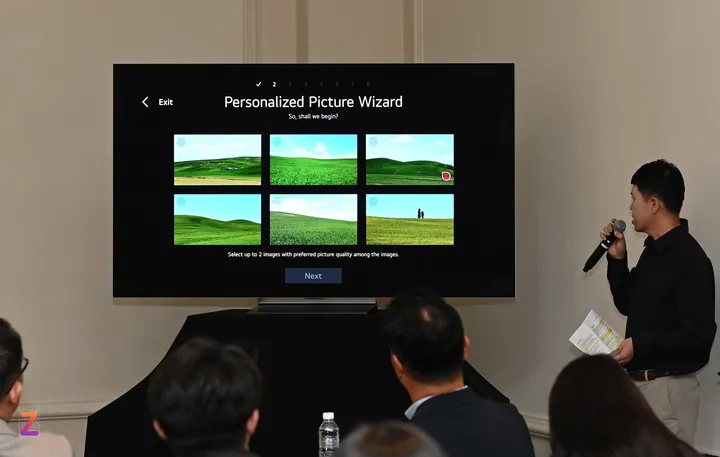 ✓ 2 3 4 5 6 7 8
Exit
Personalized Picture Wizard
So, shall we begin?
Select up to 2 images with preferred picture quality among the images.
Next
Z